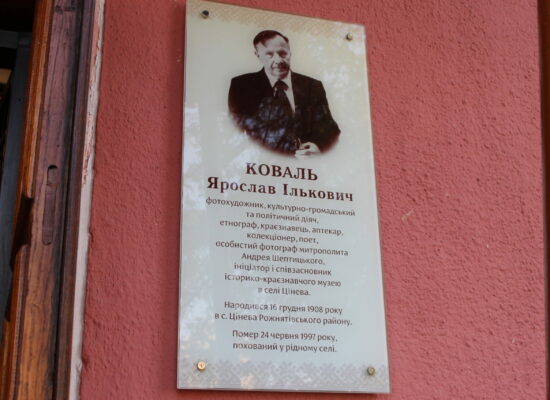 КОВАЛЬ
Ярослав Ількович
фотохудожник, культурно-громадський
та політичний діяч,
етнограф, краєзнавець, аптекар,
колекціонер, поет,
особистий фотограф митрополита
Андрея Шептицького,
ініціатор і співзасновник
історико-краєзнавчого музею
в селі Цінева.
Народився 16 грудня 1908 року
в с. Цінева Рожнятівського району.
Помер 24 червня 1997 року,
похований у рідному селі.